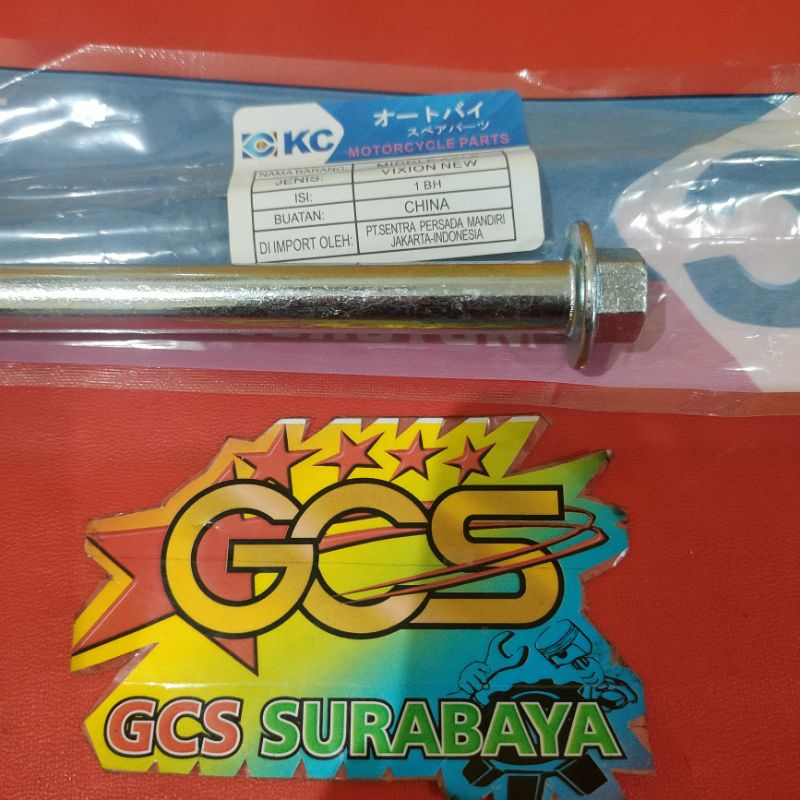 KC
オートバイ
スペアパーツ
MOTORCYCLE PARTS
NAMA BARANG:
JENIS: VIXION NEW
ISI: 1 BH
BUATAN: CHINA
DI IMPORT OLEH: PT.SENTRA PERSADA MANDIRI
JAKARTA-INDONESIA
GCS
GCS SURABAYA